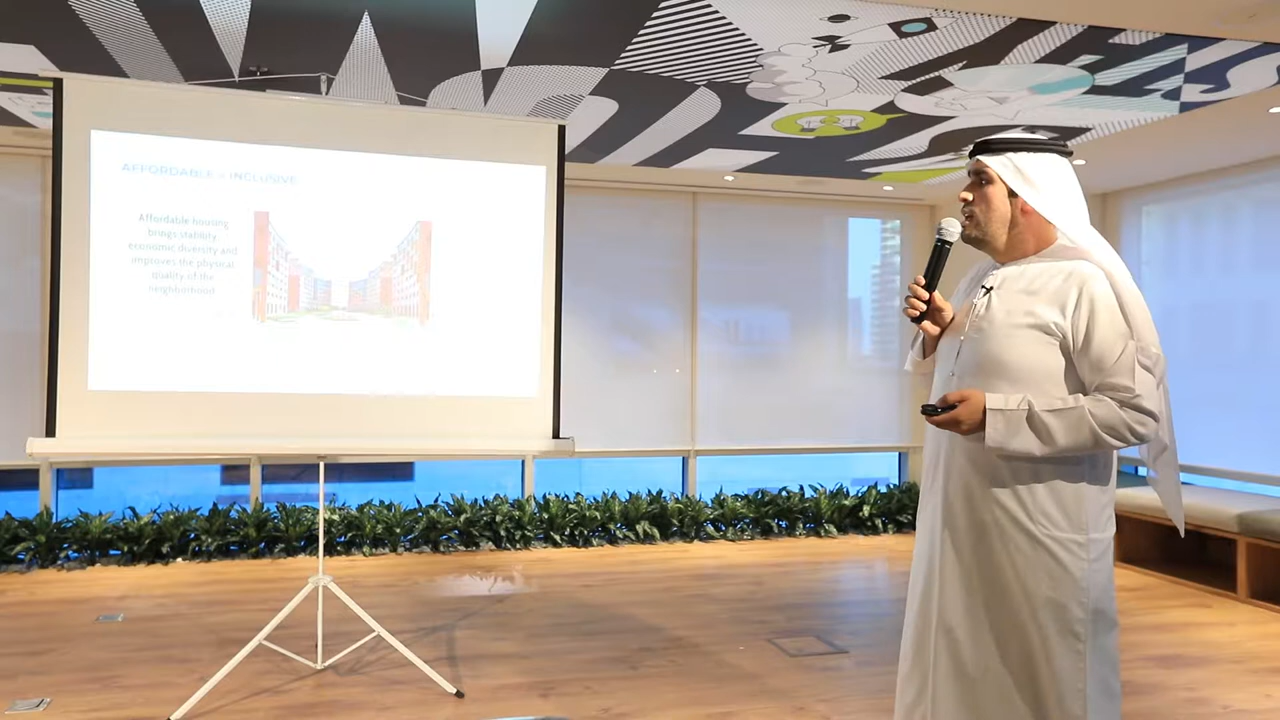 AFFORDABLE = INCLUSIVE
Affordable housing
brings stability,
economic diversity and
improves the physical
quality of the
neighborhood